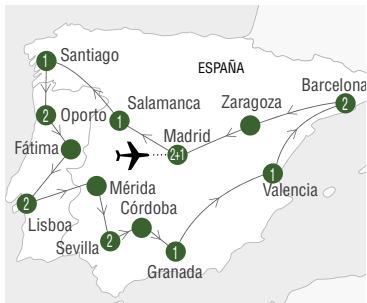 1 Santiago
ESPAÑA
Barcelona
2
2 Oporto
Salamanca
1
Zaragoza
Fátima
Madrid
2+1
Mérida
1
Valencia
Córdoba
2
Lisboa
Sevilla 2
1
Granada